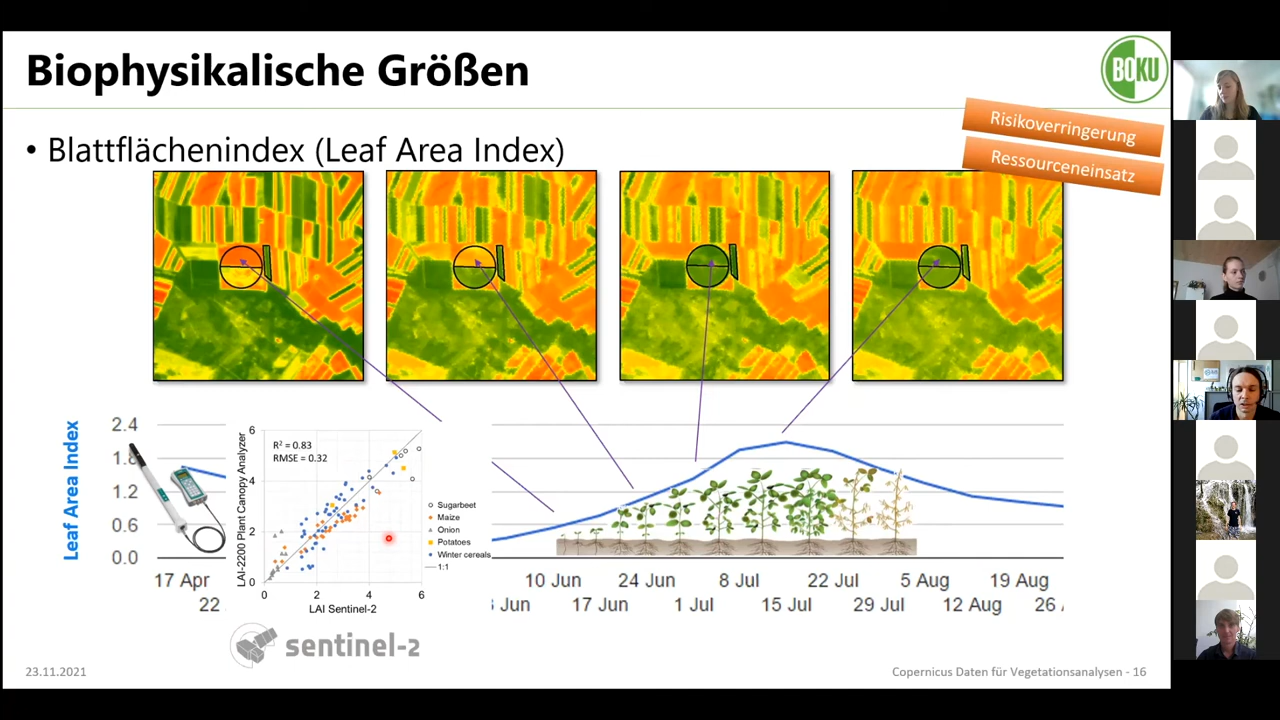 Biophysikalische Größen
BOKU
Risikoverringerung
Ressourceneinsatz
• Blattflächenindex (Leaf Area Index)
Leaf Area Index
2.4
1.8
1.2
0.6
0.0
17 Apr
22
LAI-2200 Plant Canopy Analyzer
R² = 0.83
RMSE = 0.32
6
4
2
0
0 2 4 6
LAI Sentinel-2
Sugarbeet
Maize
Onion
Potatoes
Winter cereals
1:1
10 Jun 24 Jun 8 Jul 22 Jul 5 Aug 19 Aug
Jun 17 Jun 1 Jul 15 Jul 29 Jul 12 Aug 26
sentinel-2
23.11.2021
Copernicus Daten für Vegetationsanalysen - 16